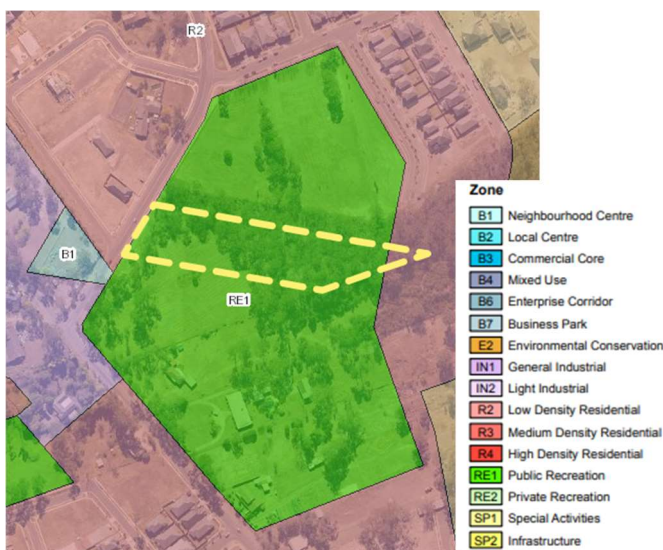 R2
B1
RE1
Zone
B1 Neighbourhood Centre
B2 Local Centre
B3 Commercial Core
B4 Mixed Use
B6 Enterprise Corridor
B7 Business Park
E2 Environmental Conservation
IN1 General Industrial
IN2 Light Industrial
R2 Low Density Residential
R3 Medium Density Residential
R4 High Density Residential
RE1 Public Recreation
RE2 Private Recreation
SP1 Special Activities
SP2 Infrastructure